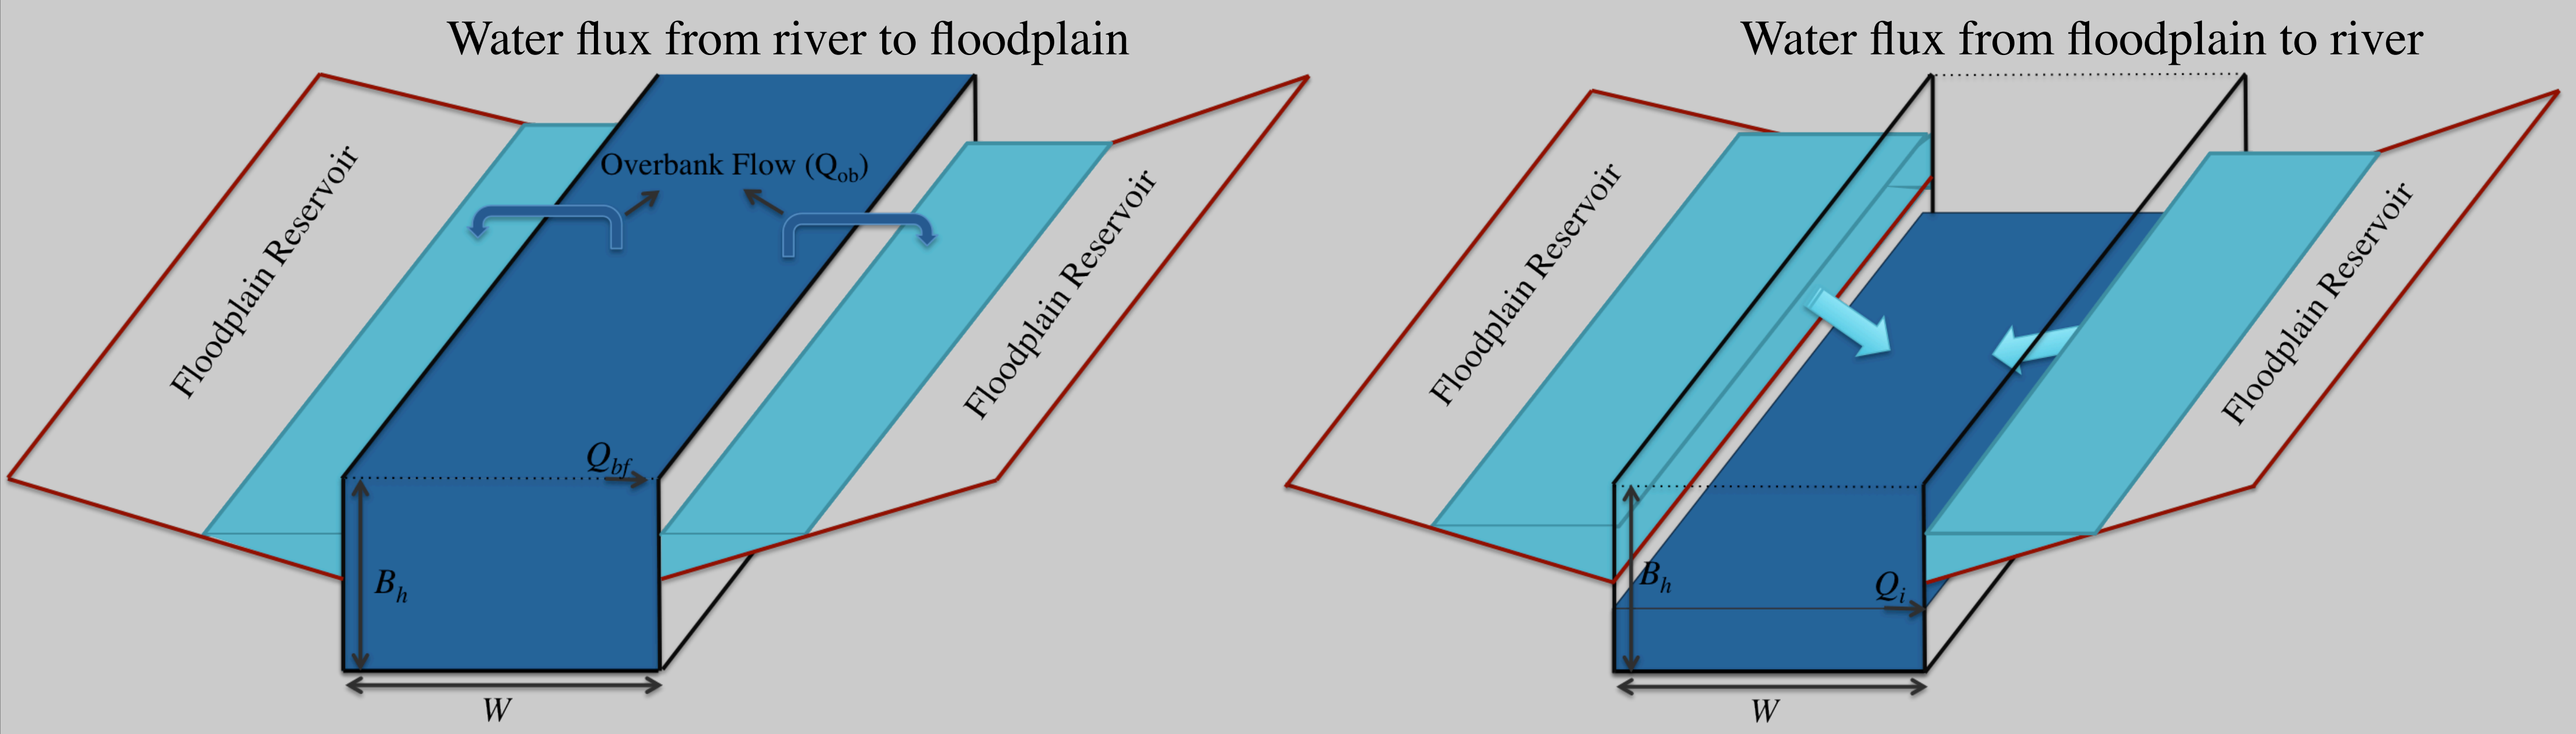 Water flux from river to floodplain
Floodplain Reservoir
Overbank Flow (Qob)
Floodplain Reservoir
Qbf
Bh
W
Water flux from floodplain to river
Floodplain Reservoir
Floodplain Reservoir
Bh
Qi
W